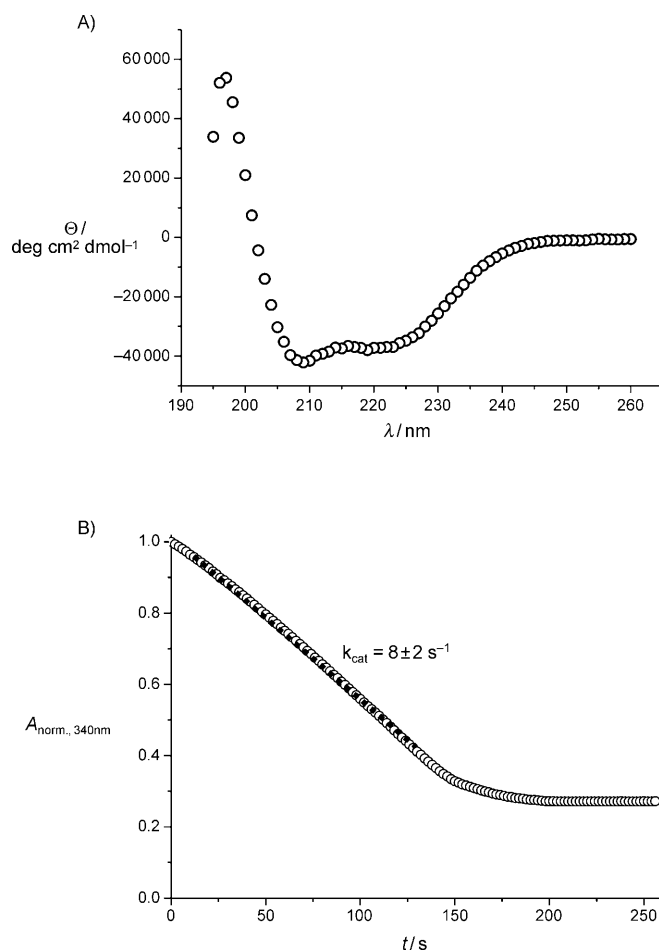 A)
60 000
40 000
20 000
0
–20 000
–40 000
Θ /
deg cm² dmol⁻¹
190 200 210 220 230 240 250 260
λ / nm
B)
1.0
0.8
0.6
0.4
0.2
0.0
k_cat = 8±2 s⁻¹
A_norm., 340nm
0 50 100 150 200 250
t / s